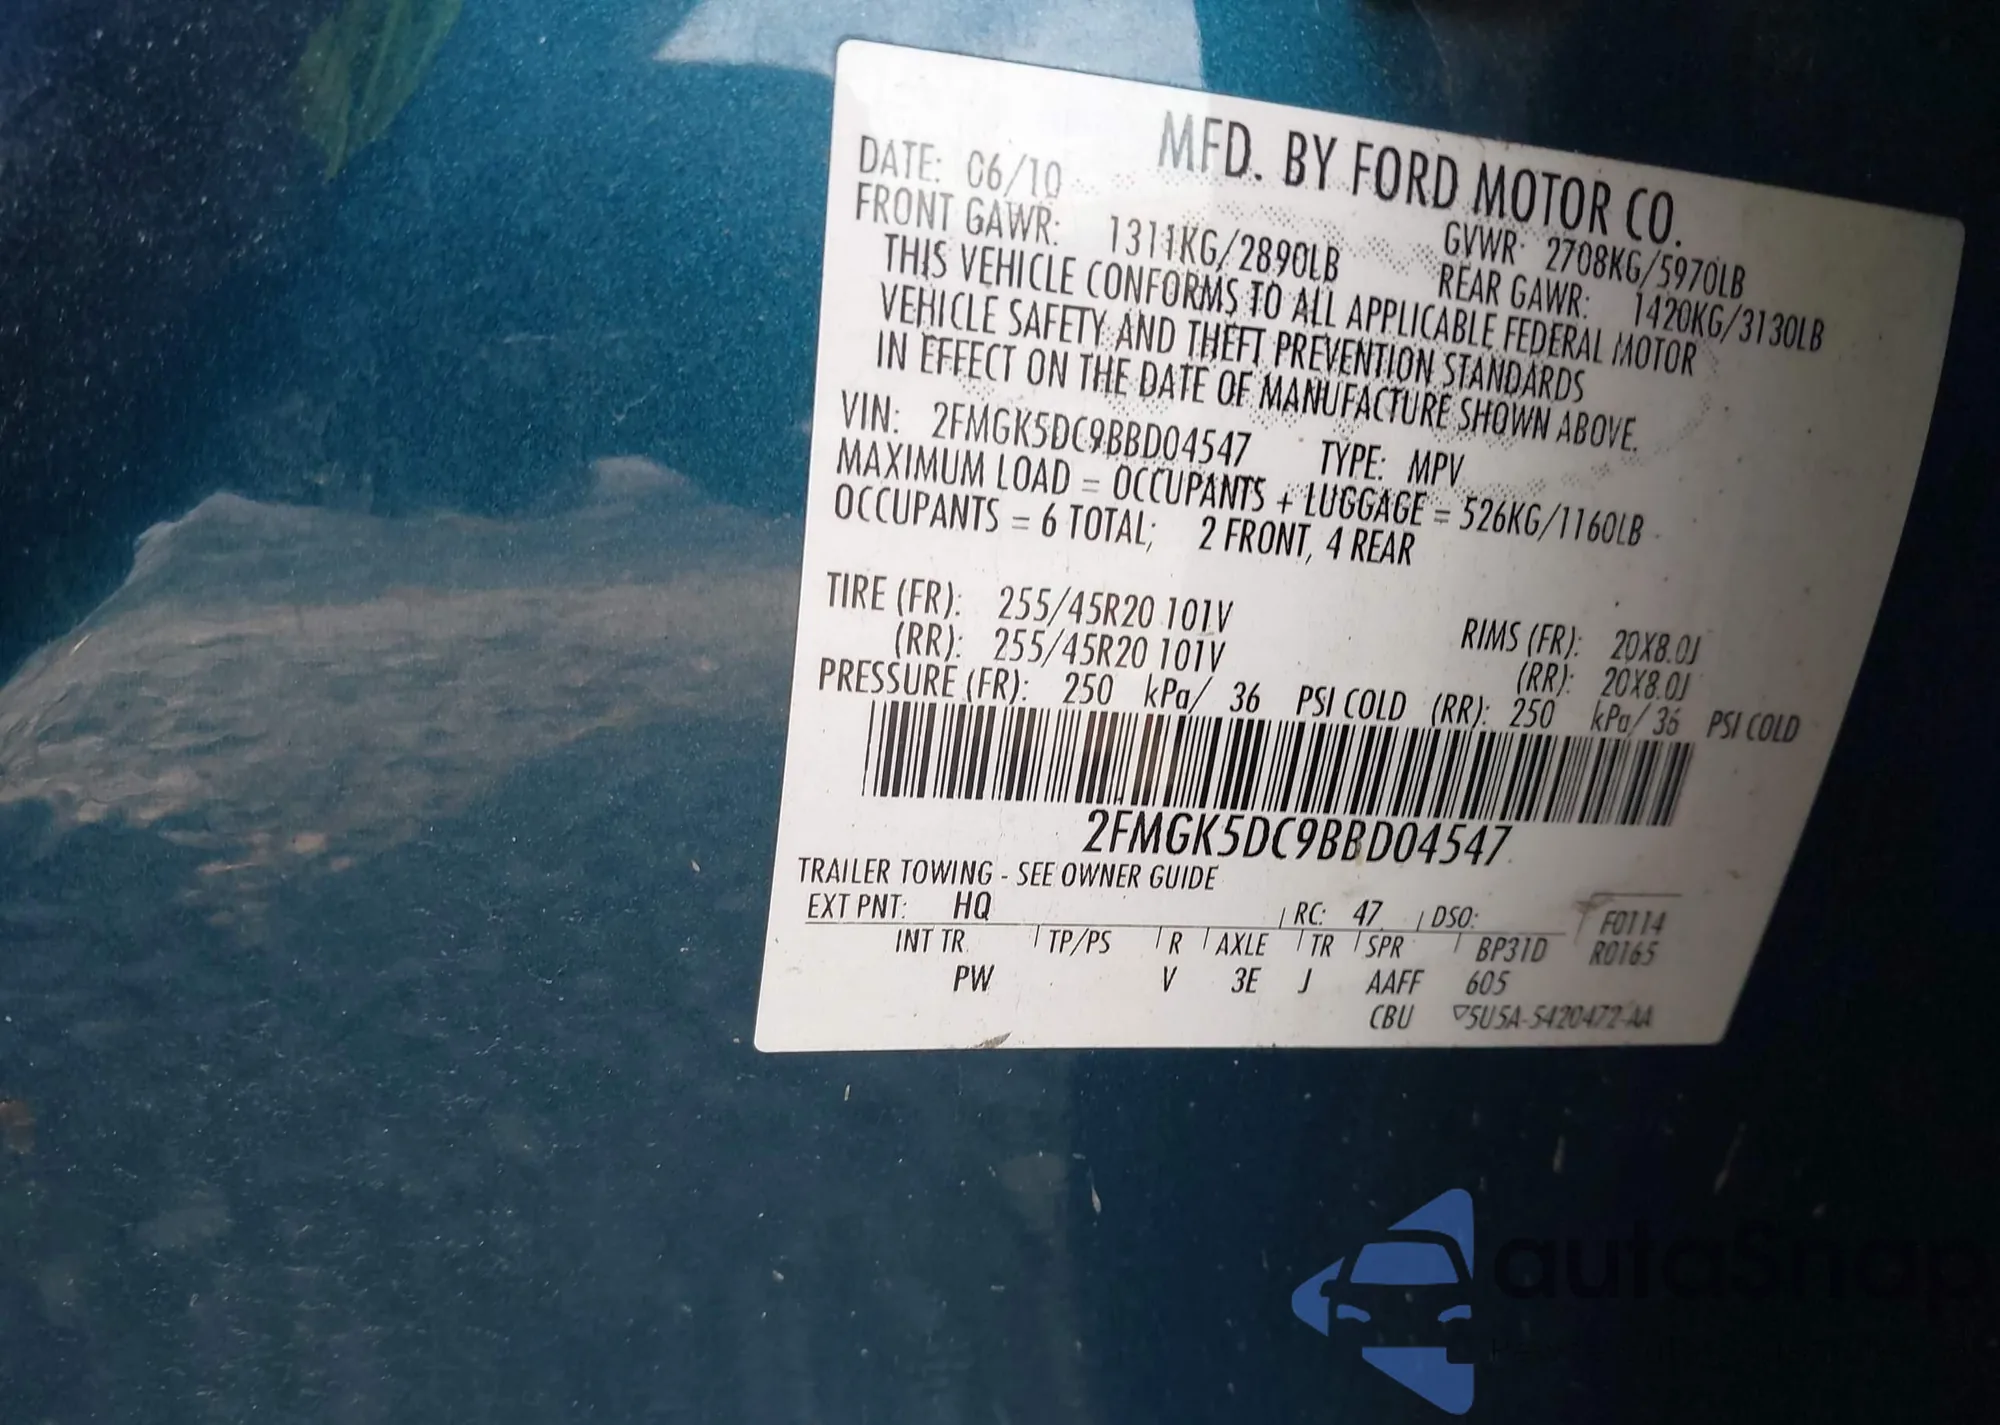 MFD. BY FORD MOTOR CO.
DATE: 06/10 GVWR: 2708KG/5970LB
FRONT GAWR: 1311KG/2890LB REAR GAWR: 1420KG/3130LB
THIS VEHICLE CONFORMS TO ALL APPLICABLE FEDERAL MOTOR
VEHICLE SAFETY AND THEFT PREVENTION STANDARDS
IN EFFECT ON THE DATE OF MANUFACTURE SHOWN ABOVE.
VIN: 2FMGK5DC9BBD04547 TYPE: MPV
MAXIMUM LOAD = OCCUPANTS + LUGGAGE = 526KG/1160LB
OCCUPANTS = 6 TOTAL; 2 FRONT, 4 REAR
TIRE (FR): 255/45R20 101V RIMS (FR): 20X8.0J
(RR): 255/45R20 101V (RR): 20X8.0J
PRESSURE (FR): 250 kPa/ 36 PSI COLD (RR): 250 kPa/ 36 PSI COLD
2FMGK5DC9BBD04547
TRAILER TOWING - SEE OWNER GUIDE
EXT PNT: HQ RC: 47 DSO: F0114
INT TR TP/PS R AXLE TR SPR BP31D R0165
PW V 3E J AAFF 605
CBU ▽5U5A-5420472-AA
autaSnap